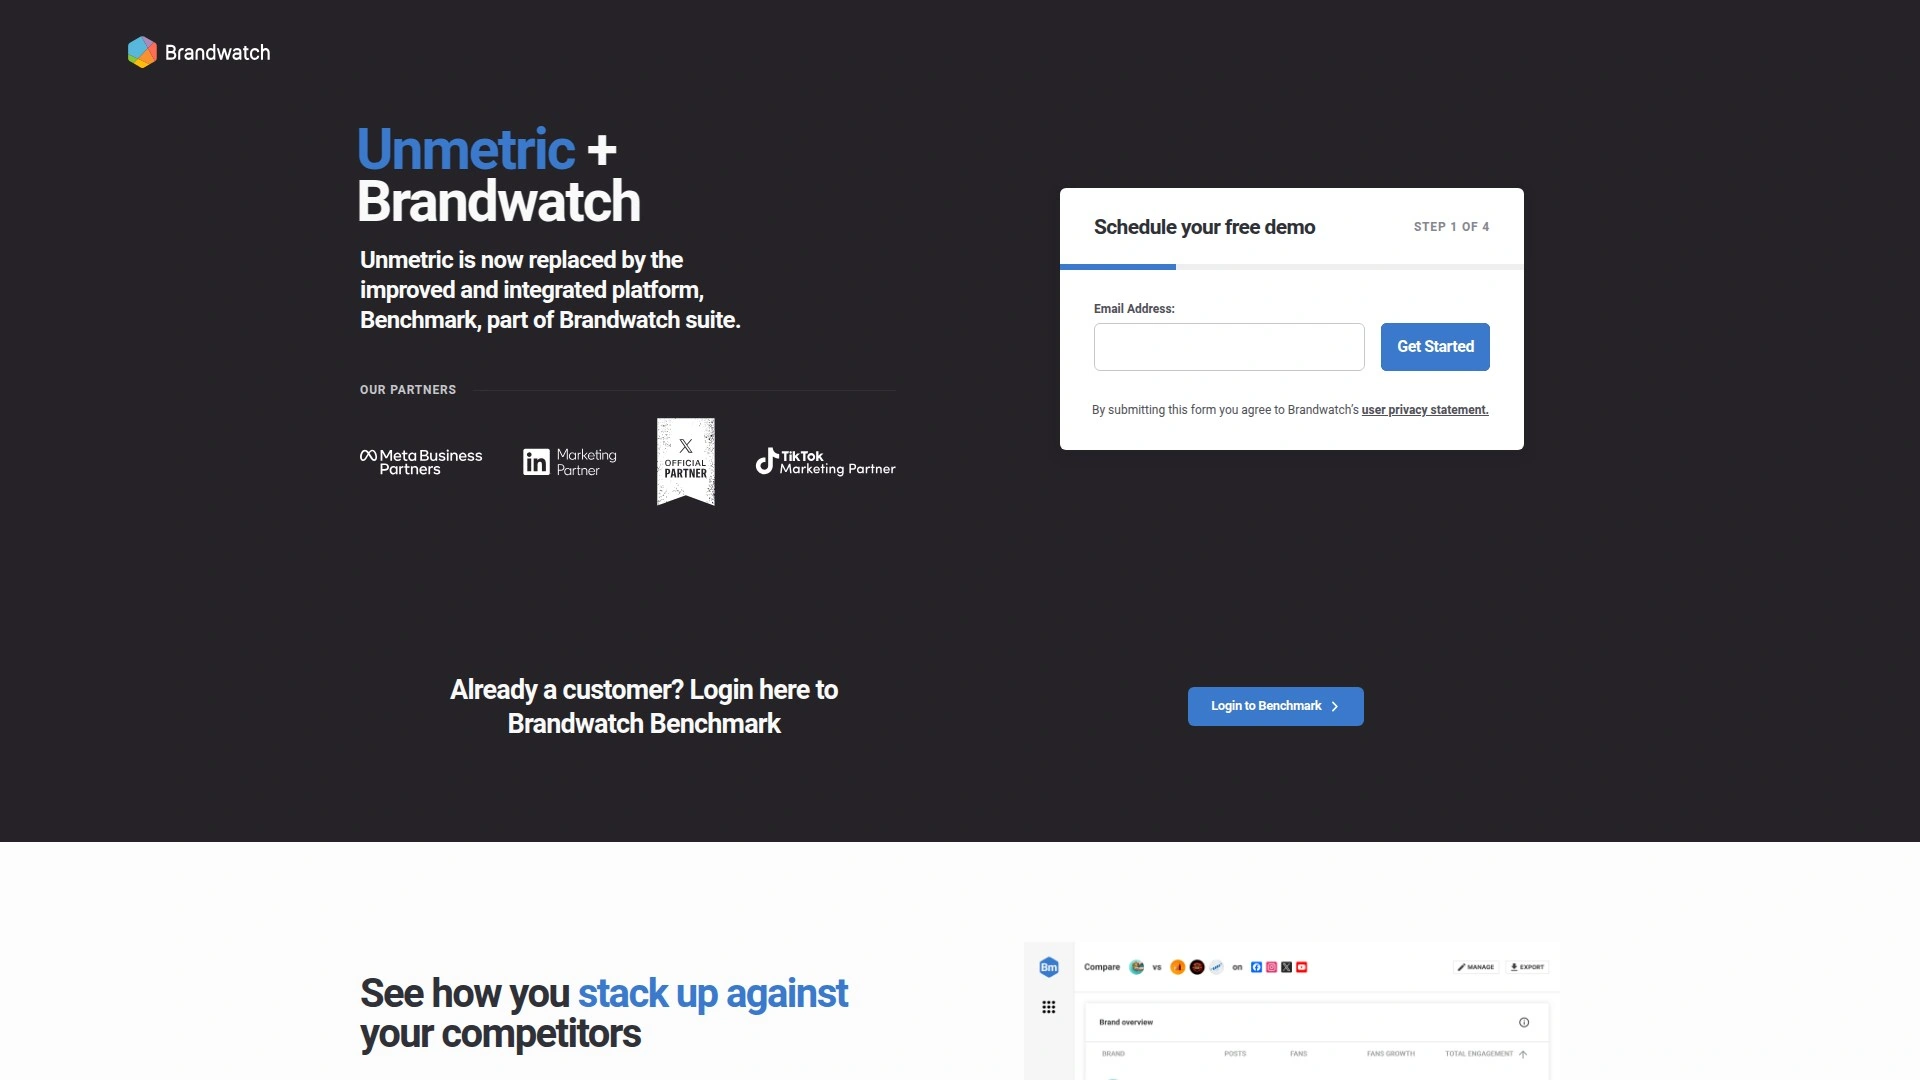 Brandwatch
Unmetric +
Brandwatch
Unmetric is now replaced by the
improved and integrated platform,
Benchmark, part of Brandwatch suite.
OUR PARTNERS
Meta Business
Partners
in Marketing
Partner
X
OFFICIAL
PARTNER
TikTok
Marketing Partner
Schedule your free demo
STEP 1 OF 4
Email Address:
Get Started
By submitting this form you agree to Brandwatch's user privacy statement.
Already a customer? Login here to
Brandwatch Benchmark
Login to Benchmark
See how you stack up against
your competitors
Bm
Compare vs on
MANAGE
EXPORT
Brand overview
BRAND POSTS FANS FANS GROWTH TOTAL ENGAGEMENT